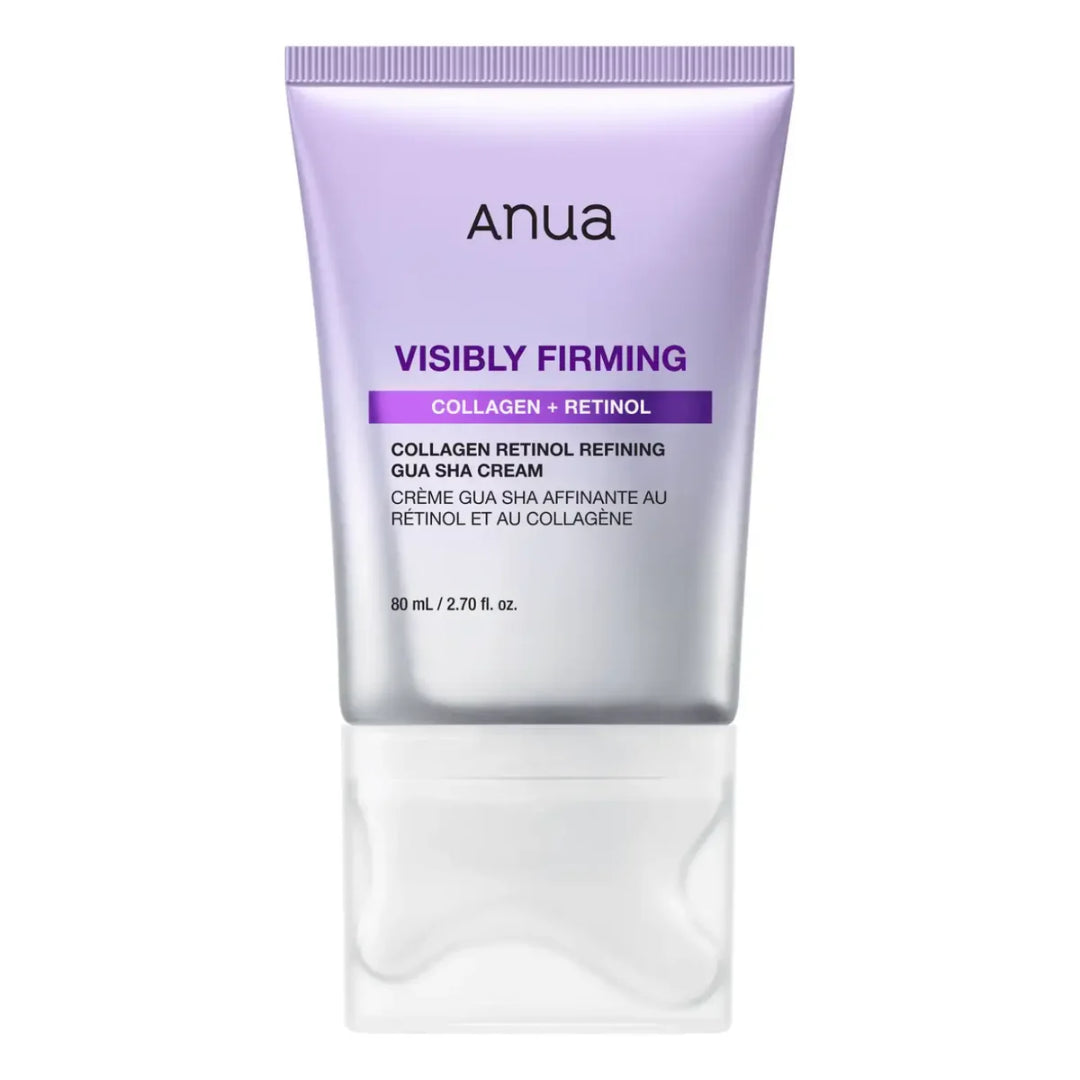 Anua
VISIBLY FIRMING
COLLAGEN + RETINOL
COLLAGEN RETINOL REFINING
GUA SHA CREAM
CRÈME GUA SHA AFFINANTE AU
RÉTINOL ET AU COLLAGÈNE
80 mL / 2.70 fl. oz.